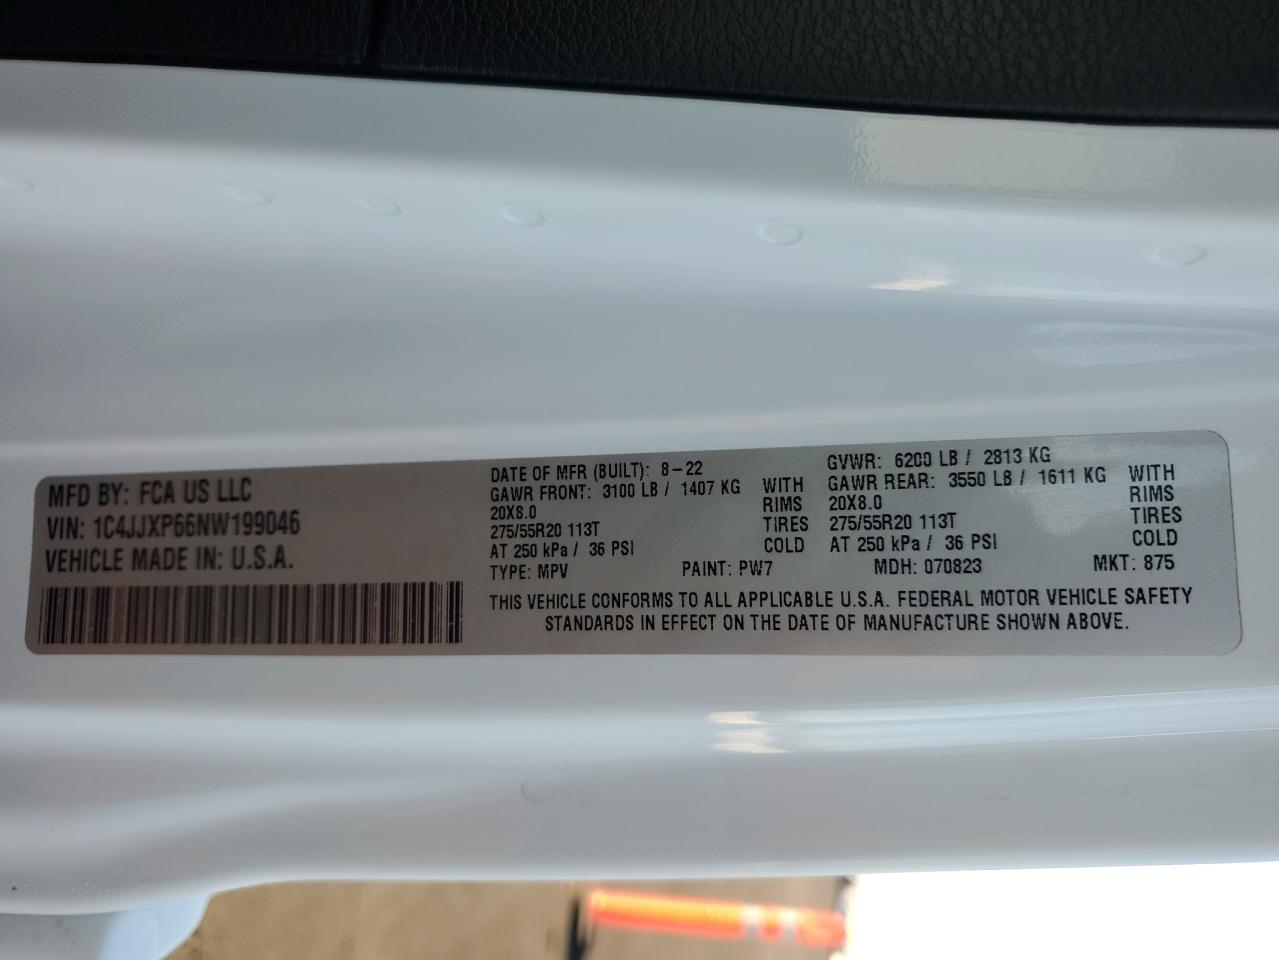 MFD BY: FCA US LLC
VIN: 1C4JJXP66NW199046
VEHICLE MADE IN: U.S.A.
DATE OF MFR (BUILT): 8-22
GAWR FRONT: 3100 LB / 1407 KG WITH
20X8.0 RIMS
275/55R20 113T TIRES
AT 250 kPa / 36 PSI COLD
GVWR: 6200 LB / 2813 KG
GAWR REAR: 3550 LB / 1611 KG WITH
20X8.0 RIMS
275/55R20 113T TIRES
AT 250 kPa / 36 PSI COLD
TYPE: MPV PAINT: PW7 MDH: 070823 MKT: 875
THIS VEHICLE CONFORMS TO ALL APPLICABLE U.S.A. FEDERAL MOTOR VEHICLE SAFETY
STANDARDS IN EFFECT ON THE DATE OF MANUFACTURE SHOWN ABOVE.